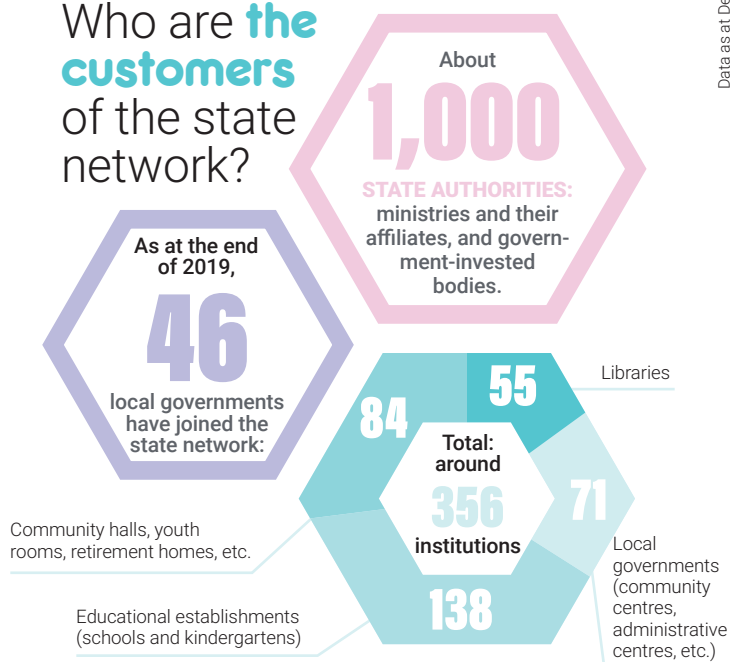 Who are the
customers
of the state
network?
About
1,000
STATE AUTHORITIES:
ministries and their
affiliates, and govern-
ment-invested
bodies.
As at the end
of 2019,
46
local governments
have joined the
state network:
84
55
Libraries
Total:
around
356
institutions
71
Local
governments
(community
centres,
administrative
centres, etc.)
138
Community halls, youth
rooms, retirement homes, etc.
Educational establishments
(schools and kindergartens)
Data as at